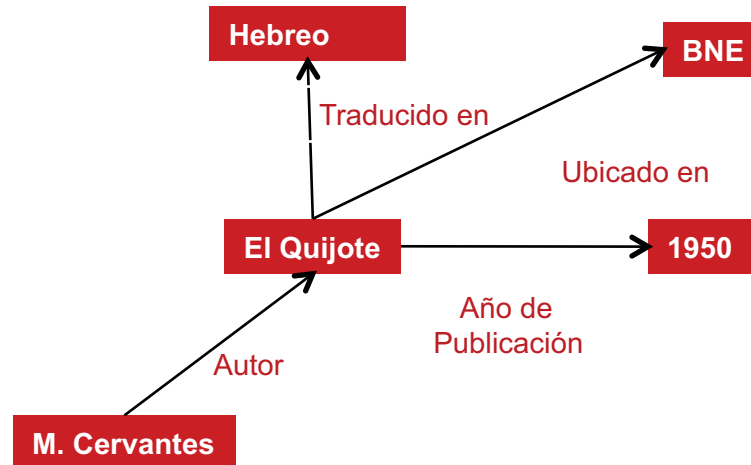 Hebreo
BNE
Traducido en
Ubicado en
El Quijote
1950
Año de
Publicación
Autor
M. Cervantes